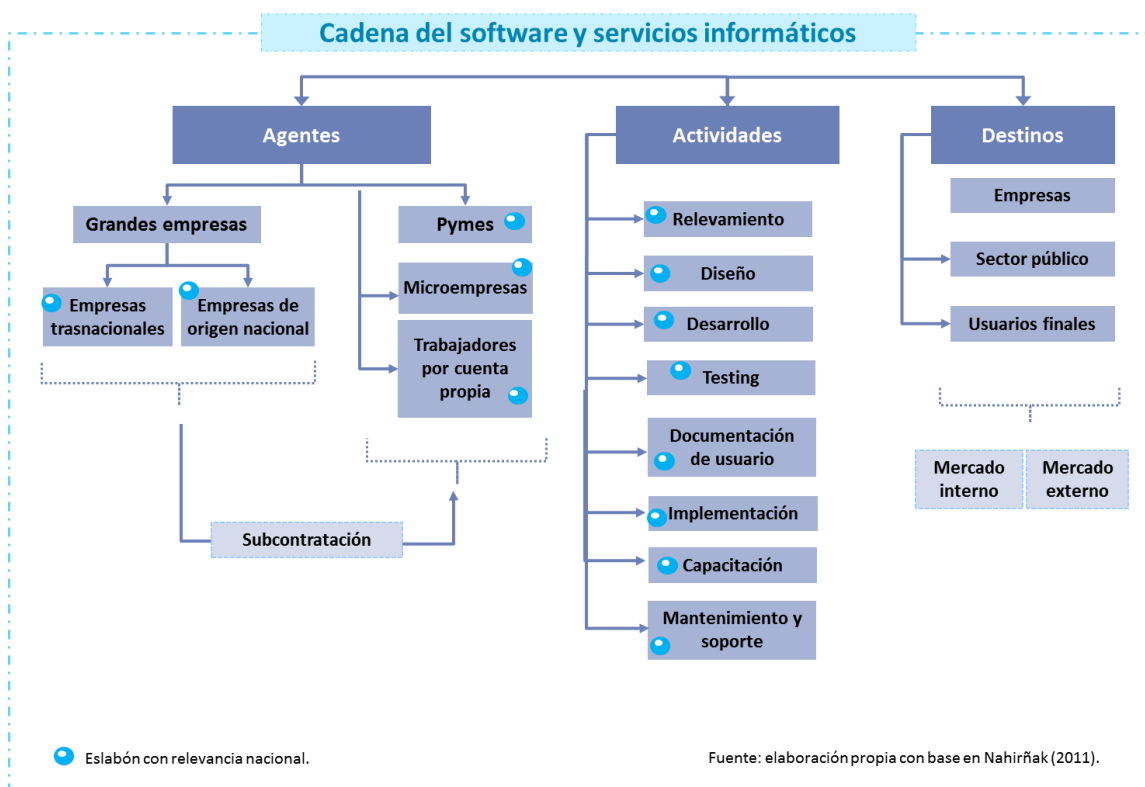 Cadena del software y servicios informáticos
Agentes
Grandes empresas
Empresas
trasnacionales
Empresas de
origen nacional
Pymes
Microempresas
Trabajadores
por cuenta
propia
Subcontratación
Actividades
Relevamiento
Diseño
Desarrollo
Testing
Documentación
de usuario
Implementación
Capacitación
Mantenimiento y
soporte
Destinos
Empresas
Sector público
Usuarios finales
Mercado
interno
Mercado
externo
Eslabón con relevancia nacional.
Fuente: elaboración propia con base en Nahirñak (2011).